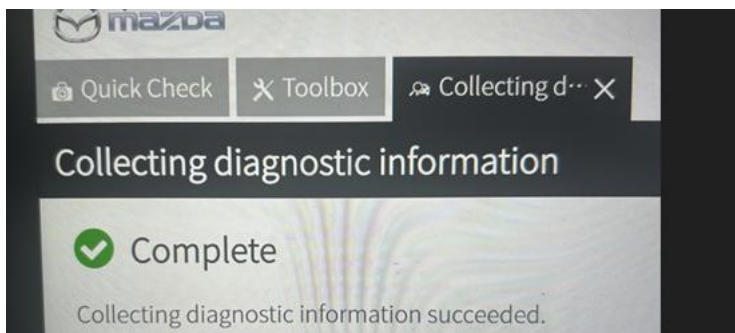 mazda
Quick Check Toolbox Collecting d··· X
Collecting diagnostic information
Complete
Collecting diagnostic information succeeded.